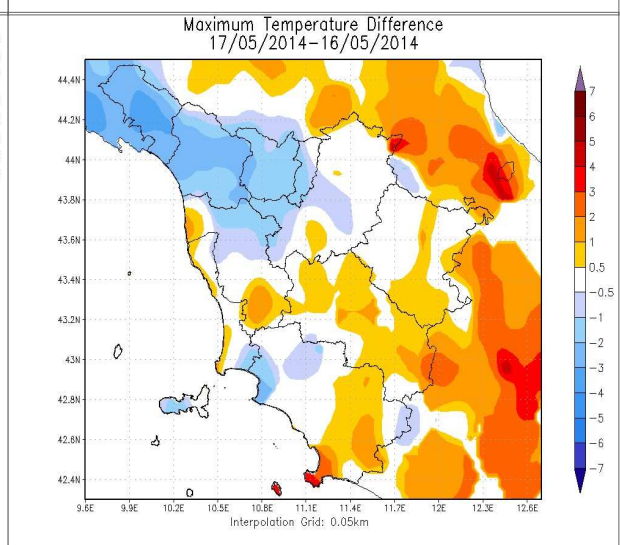 Maximum Temperature Difference
17/05/2014-16/05/2014
44.4N
44.2N
44N
43.8N
43.6N
43.4N
43.2N
43N
42.8N
42.6N
42.4N
9.6E 9.9E 10.2E 10.5E 10.8E 11.1E 11.4E 11.7E 12E 12.3E 12.6E
Interpolation Grid: 0.05km
7
6
5
4
3
2
1
0.5
-0.5
-1
-2
-3
-4
-5
-6
-7